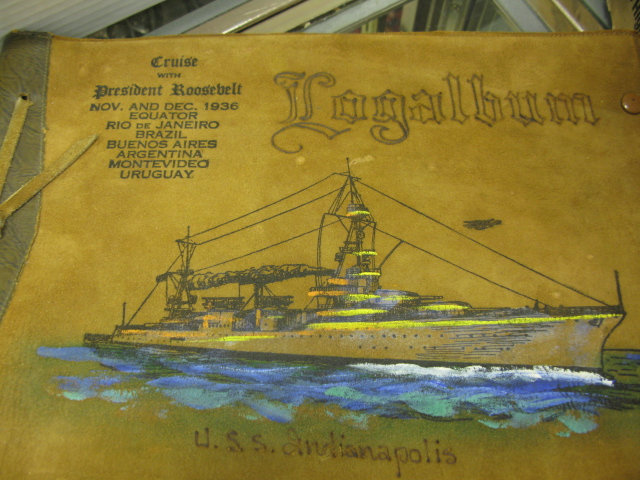 Cruise
WITH
President Roosevelt
NOV. AND DEC. 1936
EQUATOR
RIO DE JANEIRO
BRAZIL
BUENOS AIRES
ARGENTINA
MONTEVIDEO
URUGUAY
Logalbum
U.S.S. Indianapolis